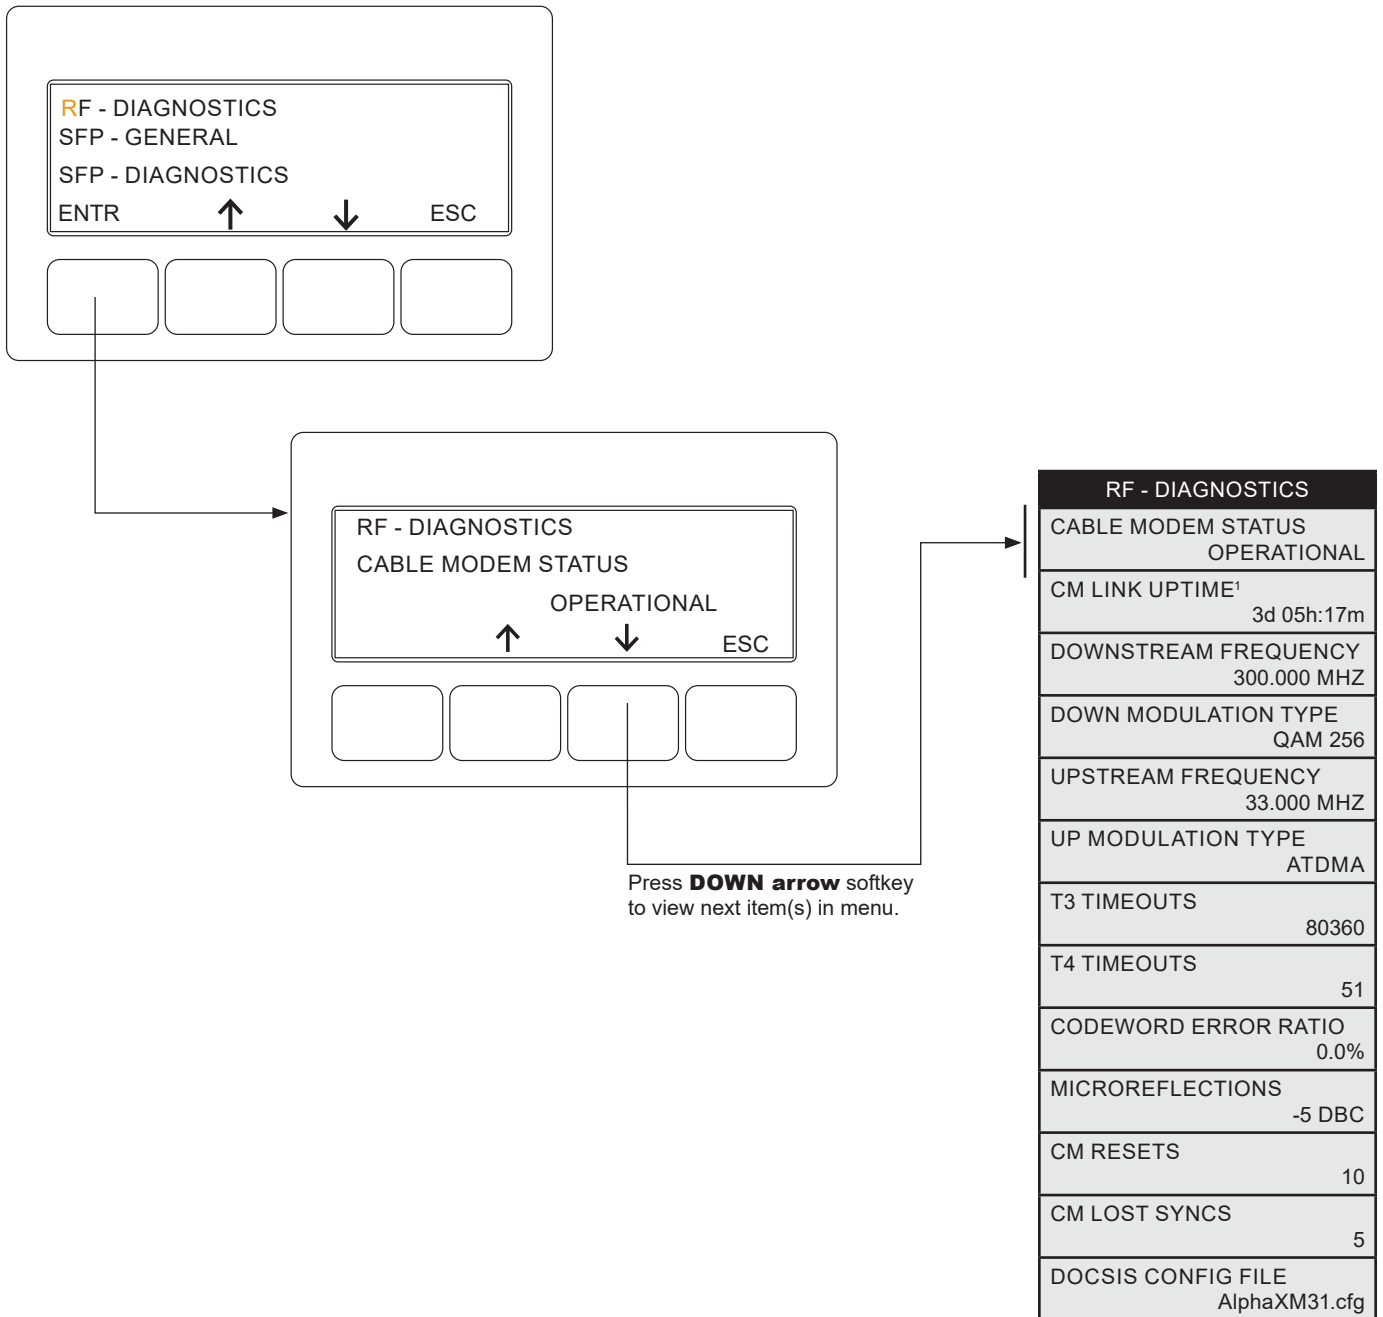 RF - DIAGNOSTICS
SFP - GENERAL
SFP - DIAGNOSTICS
ENTR ↑ ↓ ESC
RF - DIAGNOSTICS
CABLE MODEM STATUS
OPERATIONAL
↑ ↓ ESC
Press DOWN arrow softkey
to view next item(s) in menu.
RF - DIAGNOSTICS
CABLE MODEM STATUS
OPERATIONAL
CM LINK UPTIME¹
3d 05h:17m
DOWNSTREAM FREQUENCY
300.000 MHZ
DOWN MODULATION TYPE
QAM 256
UPSTREAM FREQUENCY
33.000 MHZ
UP MODULATION TYPE
ATDMA
T3 TIMEOUTS
80360
T4 TIMEOUTS
51
CODEWORD ERROR RATIO
0.0%
MICROREFLECTIONS
-5 DBC
CM RESETS
10
CM LOST SYNCS
5
DOCSIS CONFIG FILE
AlphaXM31.cfg